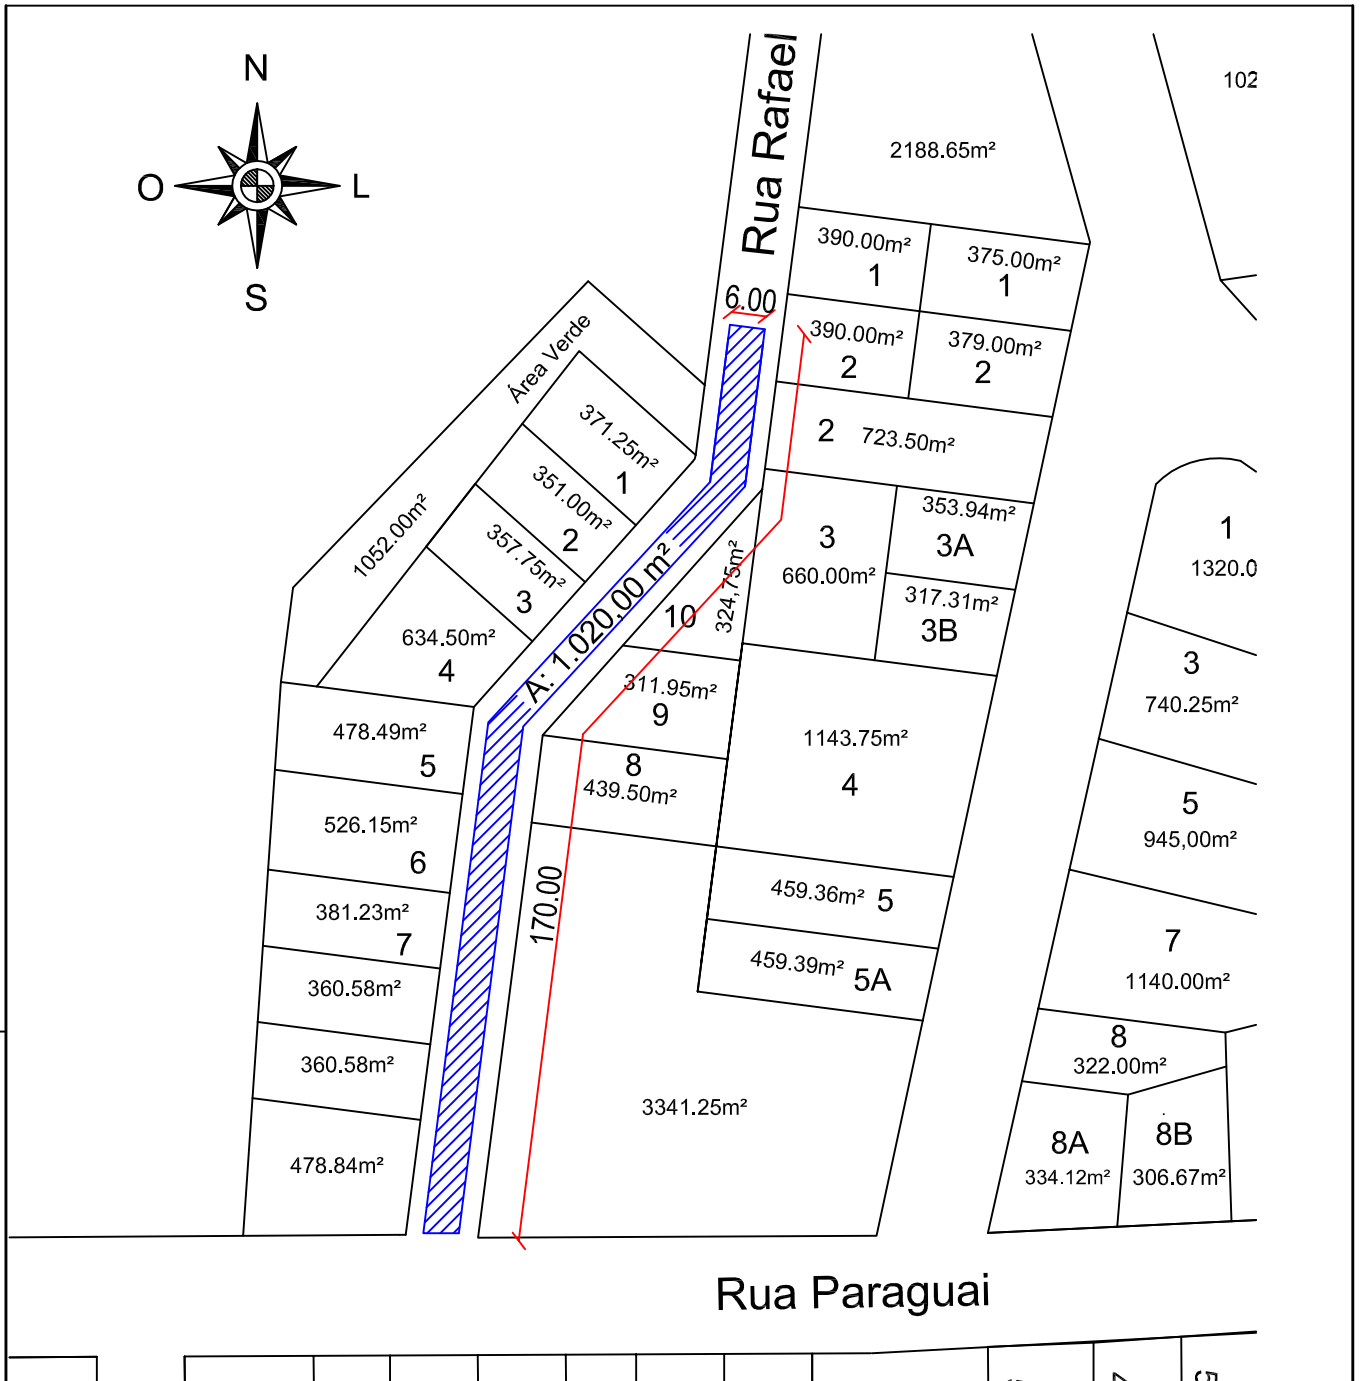 N
O
L
S
Rua Rafael
102
2188.65m²
390.00m²
1
375.00m²
1
6.00
390.00m²
2
379.00m²
2
Área Verde
371.25m²
1
2
723.50m²
351.00m²
2
1052.00m²
357.75m²
3
353.94m²
3A
3
660.00m²
1
1320.0
324,75m²
10
A: 1.020,00 m²
317.31m²
3B
634.50m²
4
3
740.25m²
311.95m²
9
478.49m²
5
1143.75m²
4
8
439.50m²
526.15m²
6
5
945,00m²
170.00
459.36m²
5
381.23m²
7
7
1140.00m²
459.39m²
5A
360.58m²
8
322.00m²
360.58m²
3341.25m²
8A
334.12m²
8B
306.67m²
478.84m²
Rua Paraguai
5